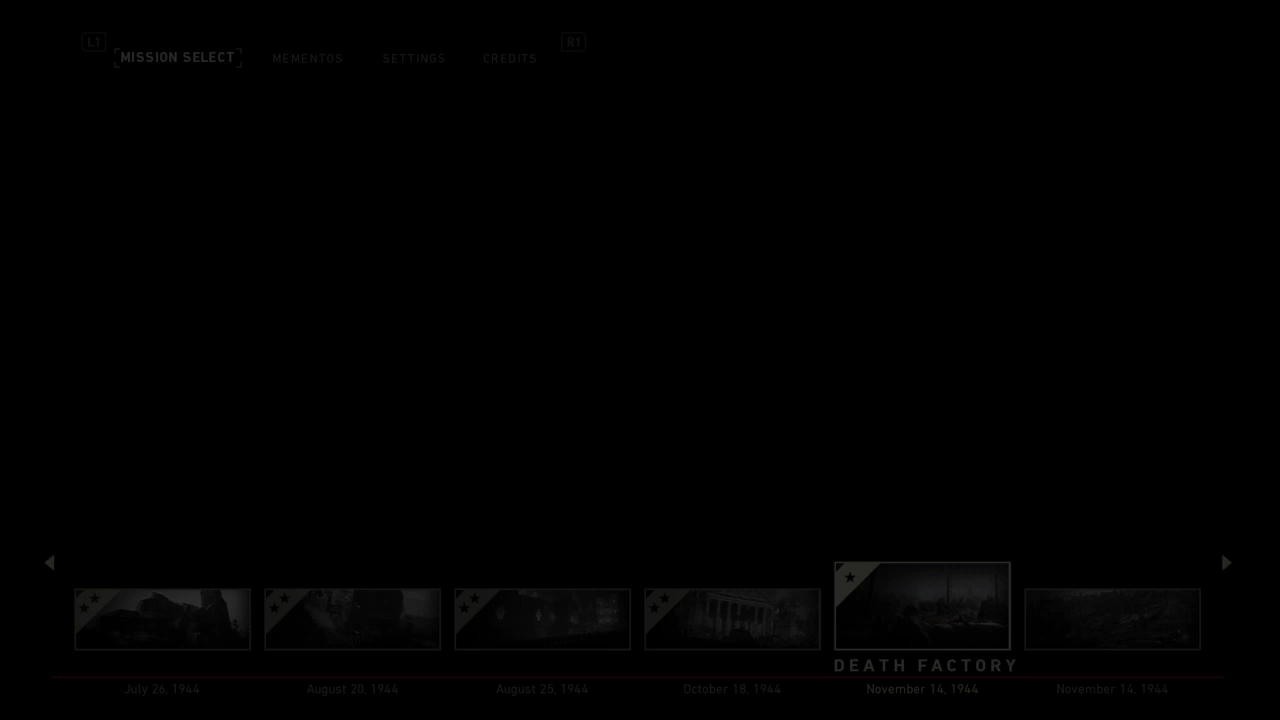 L1
R1
MISSION SELECT
MEMENTOS
SETTINGS
CREDITS
DEATH FACTORY
July 26, 1944
August 20, 1944
August 25, 1944
October 18, 1944
November 14, 1944
November 14, 1944